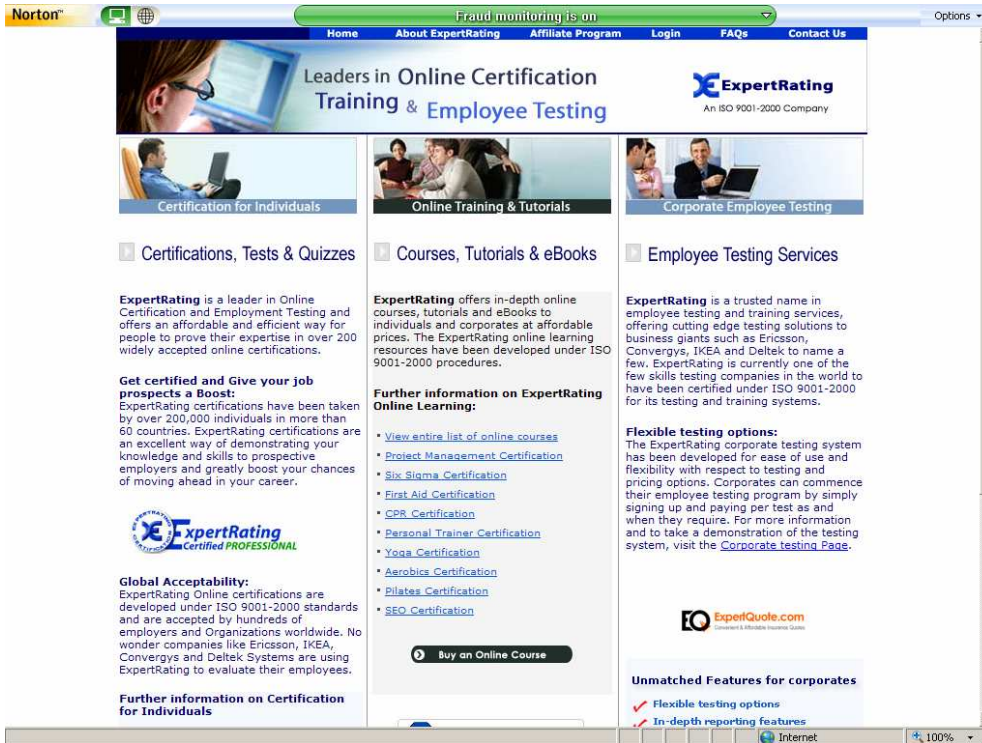 Norton™
Fraud monitoring is on
Options
Home About ExpertRating Affiliate Program Login FAQs Contact Us
Leaders in Online Certification
Training & Employee Testing
ExpertRating
An ISO 9001-2000 Company
Certification for Individuals
Online Training & Tutorials
Corporate Employee Testing
Certifications, Tests & Quizzes
ExpertRating is a leader in Online
Certification and Employment Testing and
offers an affordable and efficient way for
people to prove their expertise in over 200
widely accepted online certifications.
Get certified and Give your job
prospects a Boost:
ExpertRating certifications have been taken
by over 200,000 individuals in more than
60 countries. ExpertRating certifications are
an excellent way of demonstrating your
knowledge and skills to prospective
employers and greatly boost your chances
of moving ahead in your career.
ExpertRating
Certified PROFESSIONAL
Global Acceptability:
ExpertRating Online certifications are
developed under ISO 9001-2000 standards
and are accepted by hundreds of
employers and Organizations worldwide. No
wonder companies like Ericsson, IKEA,
Convergys and Deltek Systems are using
ExpertRating to evaluate their employees.
Further information on Certification
for Individuals
Courses, Tutorials & eBooks
ExpertRating offers in-depth online
courses, tutorials and eBooks to
individuals and corporates at affordable
prices. The ExpertRating online learning
resources have been developed under ISO
9001-2000 procedures.
Further information on ExpertRating
Online Learning:
View entire list of online courses
Project Management Certification
Six Sigma Certification
First Aid Certification
CPR Certification
Personal Trainer Certification
Yoga Certification
Aerobics Certification
Pilates Certification
SEO Certification
Buy an Online Course
Employee Testing Services
ExpertRating is a trusted name in
employee testing and training services,
offering cutting edge testing solutions to
business giants such as Ericsson,
Convergys, IKEA and Deltek to name a
few. ExpertRating is currently one of the
few skills testing companies in the world to
have been certified under ISO 9001-2000
for its testing and training systems.
Flexible testing options:
The ExpertRating corporate testing system
has been developed for ease of use and
flexibility with respect to testing and
pricing options. Corporates can commence
their employee testing program by simply
signing up and paying per test as and
when they require. For more information
and to take a demonstration of the testing
system, visit the Corporate testing Page.
EQ ExpertQuote.com
Convenient & Affordable Insurance Quotes
Unmatched Features for corporates
Flexible testing options
In-depth reporting features
Internet
100%